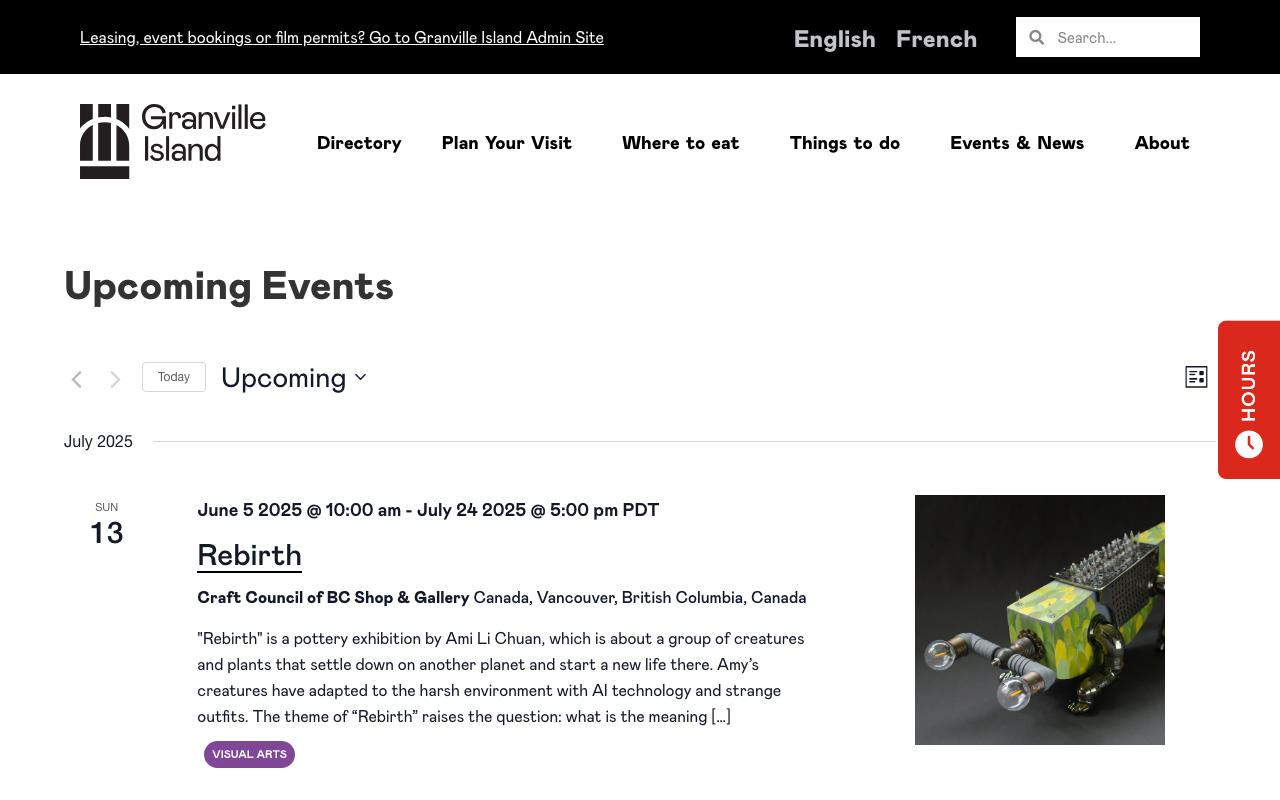 Leasing, event bookings or film permits? Go to Granville Island Admin Site
English French
Search...
Granville
Island
Directory Plan Your Visit Where to eat Things to do Events & News About
Upcoming Events
Today
Upcoming
HOURS
July 2025
SUN
13
June 5 2025 @ 10:00 am - July 24 2025 @ 5:00 pm PDT
Rebirth
Craft Council of BC Shop & Gallery Canada, Vancouver, British Columbia, Canada
"Rebirth" is a pottery exhibition by Ami Li Chuan, which is about a group of creatures
and plants that settle down on another planet and start a new life there. Amy’s
creatures have adapted to the harsh environment with AI technology and strange
outfits. The theme of “Rebirth” raises the question: what is the meaning [...]
VISUAL ARTS